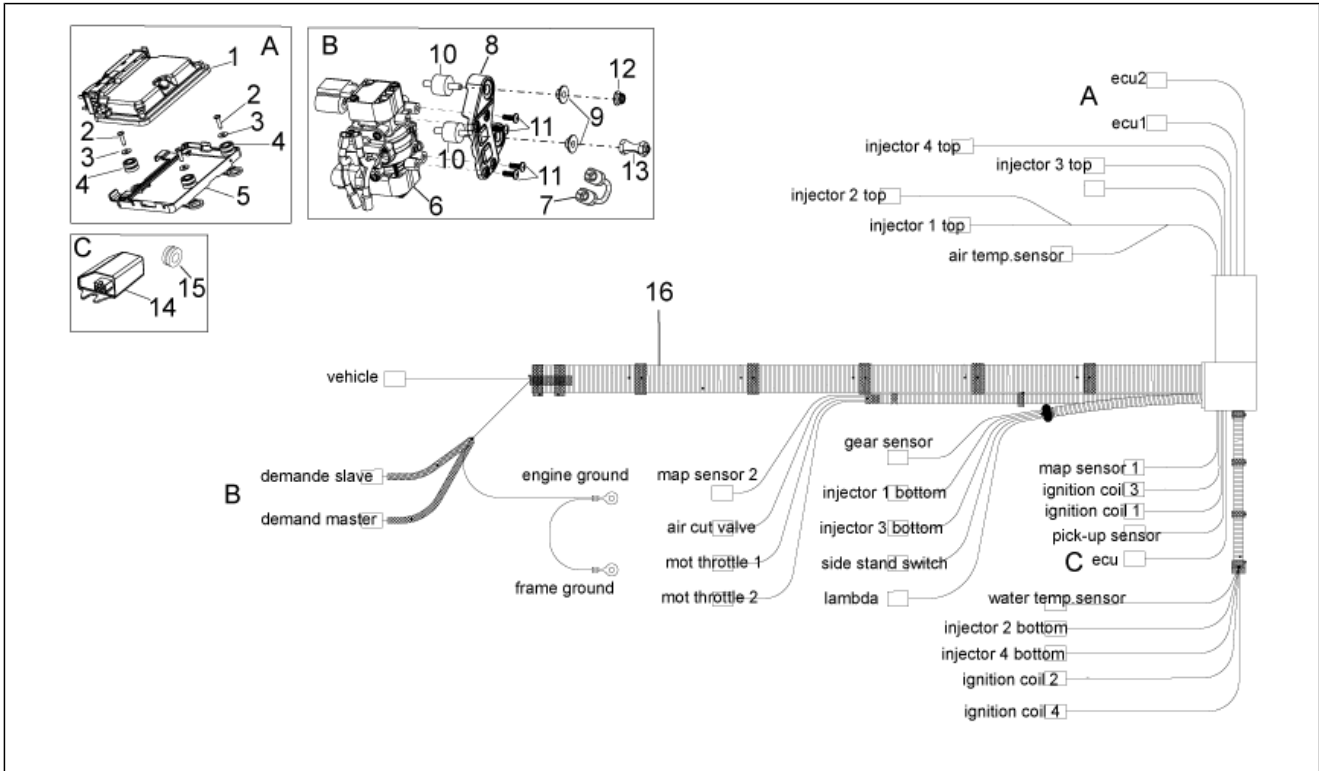 A
1
2
2
3
3
4
4
5
B
8
10
12
9
11
10
13
11
6
7
C
15
14
A
ecu2
ecu1
injector 4 top
injector 3 top
injector 2 top
injector 1 top
air temp.sensor
16
vehicle
B
demande slave
demand master
engine ground
frame ground
map sensor 2
air cut valve
mot throttle 1
mot throttle 2
gear sensor
injector 1 bottom
injector 3 bottom
side stand switch
lambda
map sensor 1
ignition coil 3
ignition coil 1
pick-up sensor
C ecu
water temp.sensor
injector 2 bottom
injector 4 bottom
ignition coil 2
ignition coil 4